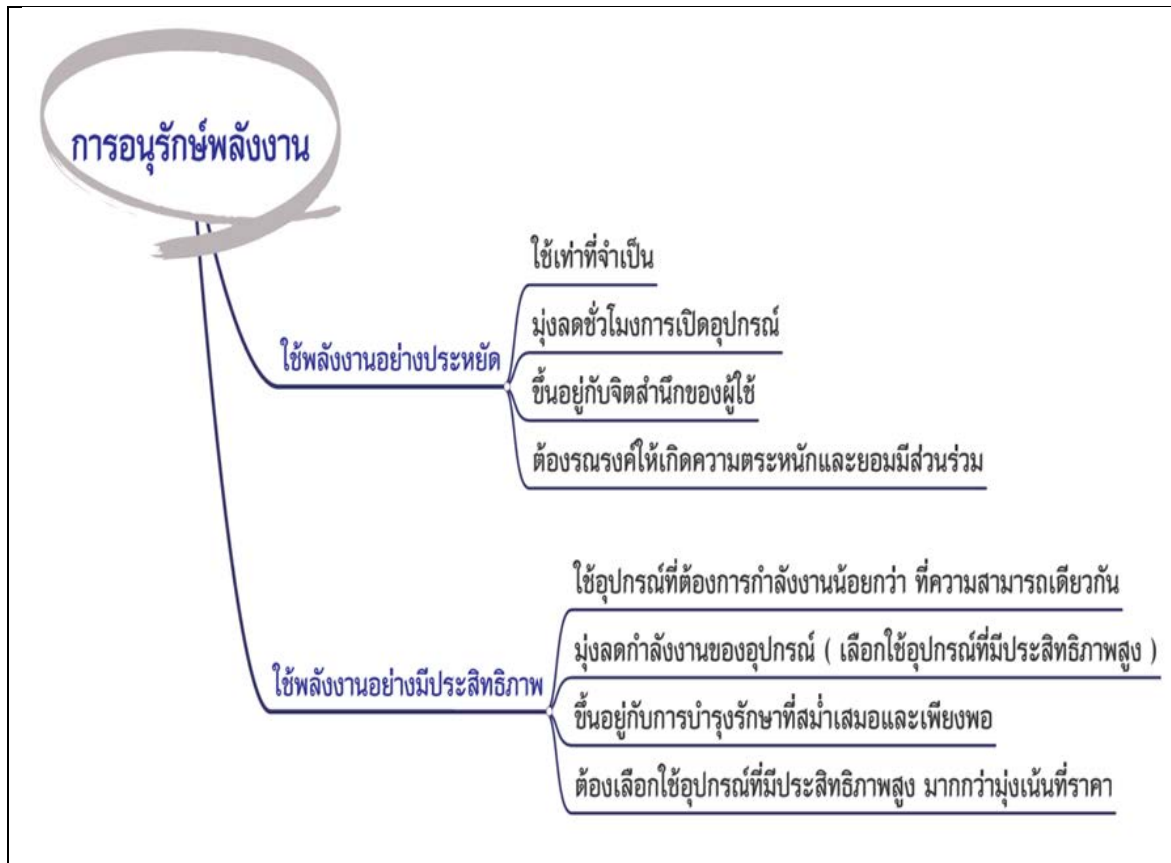 การอนุรักษ์พลังงาน
ใช้พลังงานอย่างประหยัด
ใช้เท่าที่จำเป็น
มุ่งลดชั่วโมงการเปิดอุปกรณ์
ขึ้นอยู่กับจิตสำนึกของผู้ใช้
ต้องรณรงค์ให้เกิดความตระหนักและยอมมีส่วนร่วม
ใช้พลังงานอย่างมีประสิทธิภาพ
ใช้อุปกรณ์ที่ต้องการกำลังงานน้อยกว่า ที่ความสามารถเดียวกัน
มุ่งลดกำลังงานของอุปกรณ์ ( เลือกใช้อุปกรณ์ที่มีประสิทธิภาพสูง )
ขึ้นอยู่กับการบำรุงรักษาที่สม่ำเสมอและเพียงพอ
ต้องเลือกใช้อุปกรณ์ที่มีประสิทธิภาพสูง มากกว่ามุ่งเน้นที่ราคา